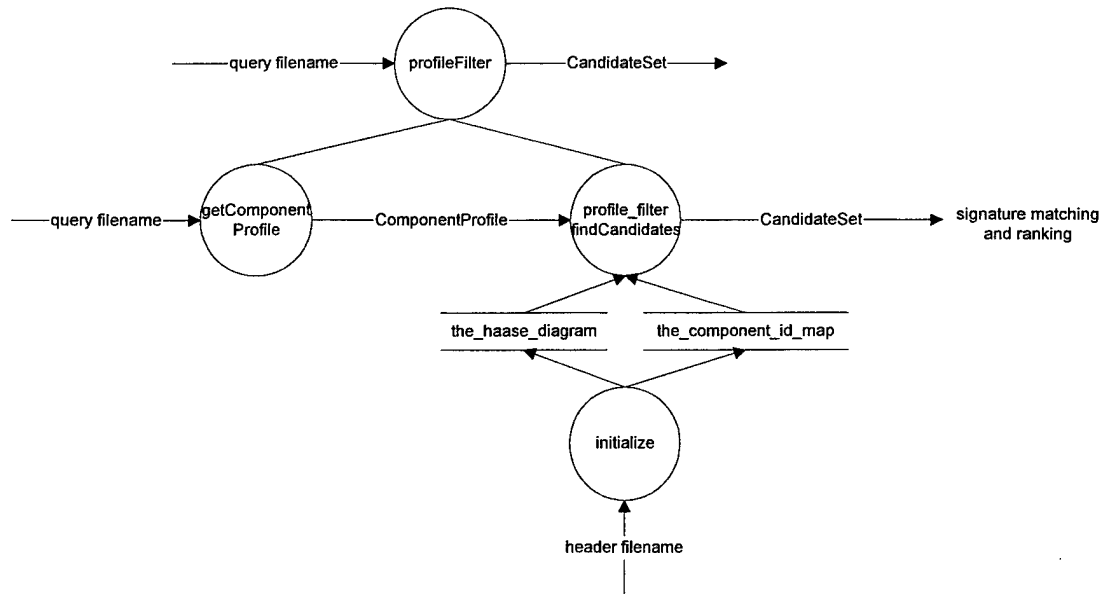 query filename
profileFilter
CandidateSet
query filename
getComponent
Profile
ComponentProfile
profile_filter
findCandidates
CandidateSet
signature matching
and ranking
the_haase_diagram
the_component_id_map
initialize
header filename